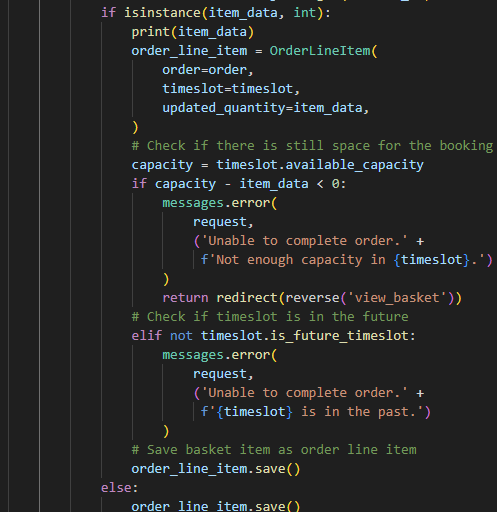 if isinstance(item_data, int):
print(item_data)
order_line_item = OrderLineItem(
order=order,
timeslot=timeslot,
updated_quantity=item_data,
)
# Check if there is still space for the booking
capacity = timeslot.available_capacity
if capacity - item_data < 0:
messages.error(
request,
('Unable to complete order.' +
f'Not enough capacity in {timeslot}.')
)
return redirect(reverse('view_basket'))
# Check if timeslot is in the future
elif not timeslot.is_future_timeslot:
messages.error(
request,
('Unable to complete order.' +
f'{timeslot} is in the past.')
)
# Save basket item as order line item
order_line_item.save()
else:
order_line_item.save()